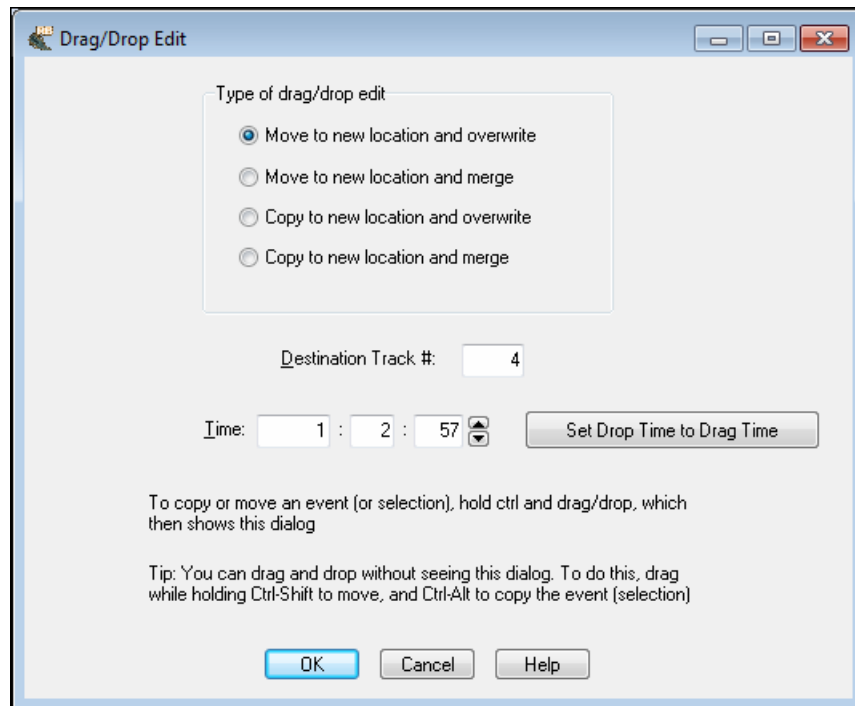 Drag/Drop Edit
Type of drag/drop edit
Move to new location and overwrite
Move to new location and merge
Copy to new location and overwrite
Copy to new location and merge
Destination Track #: 4
Time: 1 : 2 : 57 Set Drop Time to Drag Time
To copy or move an event (or selection), hold ctrl and drag/drop, which
then shows this dialog
Tip: You can drag and drop without seeing this dialog. To do this, drag
while holding Ctrl-Shift to move, and Ctrl-Alt to copy the event (selection)
OK Cancel Help